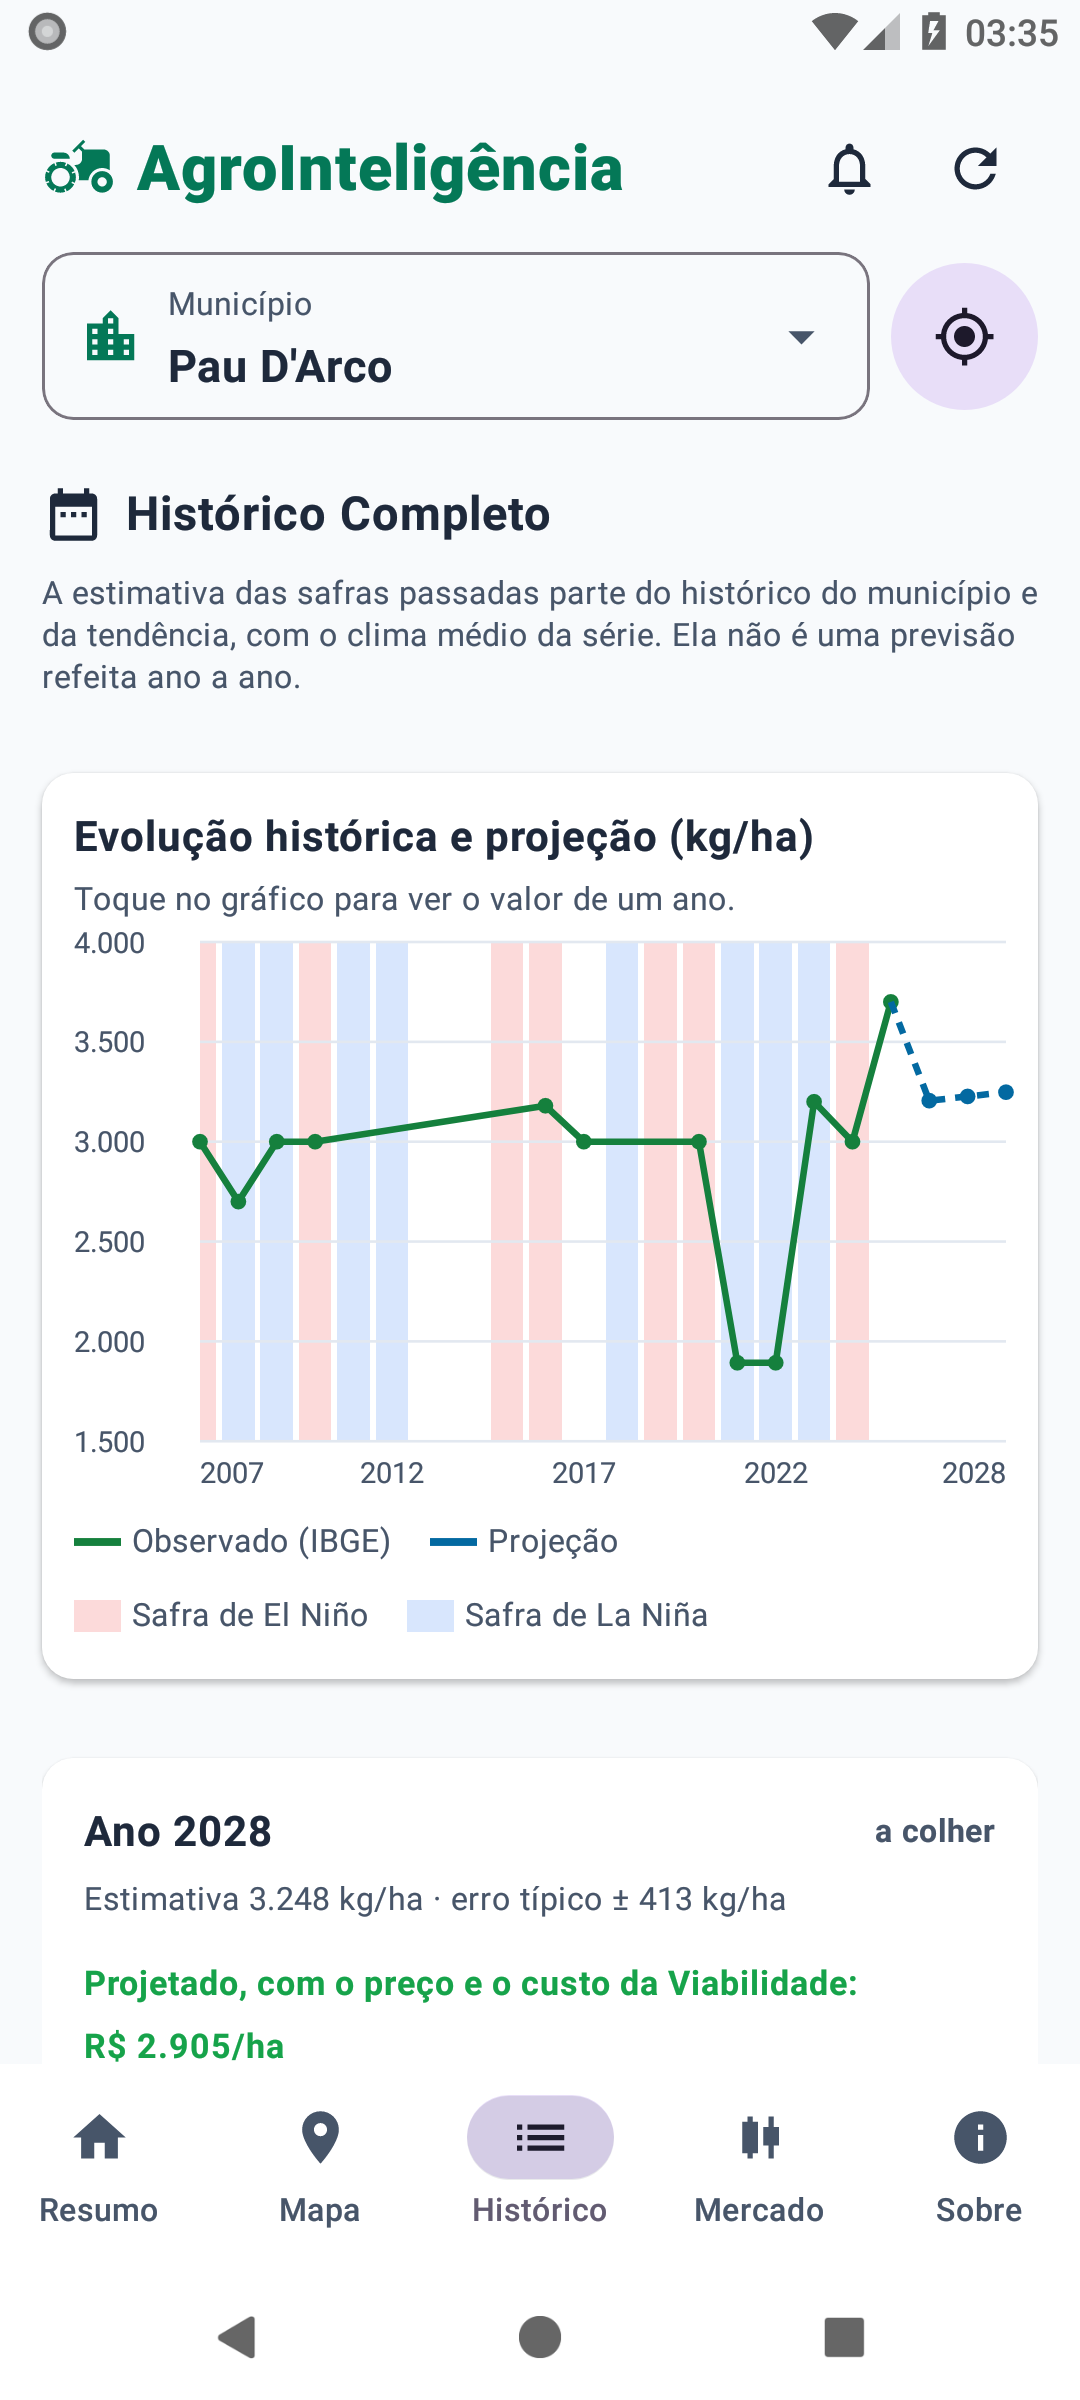 03:35
AgroInteligência
Município
Pau D'Arco
Histórico Completo
A estimativa das safras passadas parte do histórico do município e
da tendência, com o clima médio da série. Ela não é uma previsão
refeita ano a ano.
Evolução histórica e projeção (kg/ha)
Toque no gráfico para ver o valor de um ano.
4.000
3.500
3.000
2.500
2.000
1.500
2007 2012 2017 2022 2028
Observado (IBGE) Projeção
Safra de El Niño Safra de La Niña
Ano 2028 a colher
Estimativa 3.248 kg/ha · erro típico ± 413 kg/ha
Projetado, com o preço e o custo da Viabilidade:
R$ 2.905/ha
Resumo Mapa Histórico Mercado Sobre